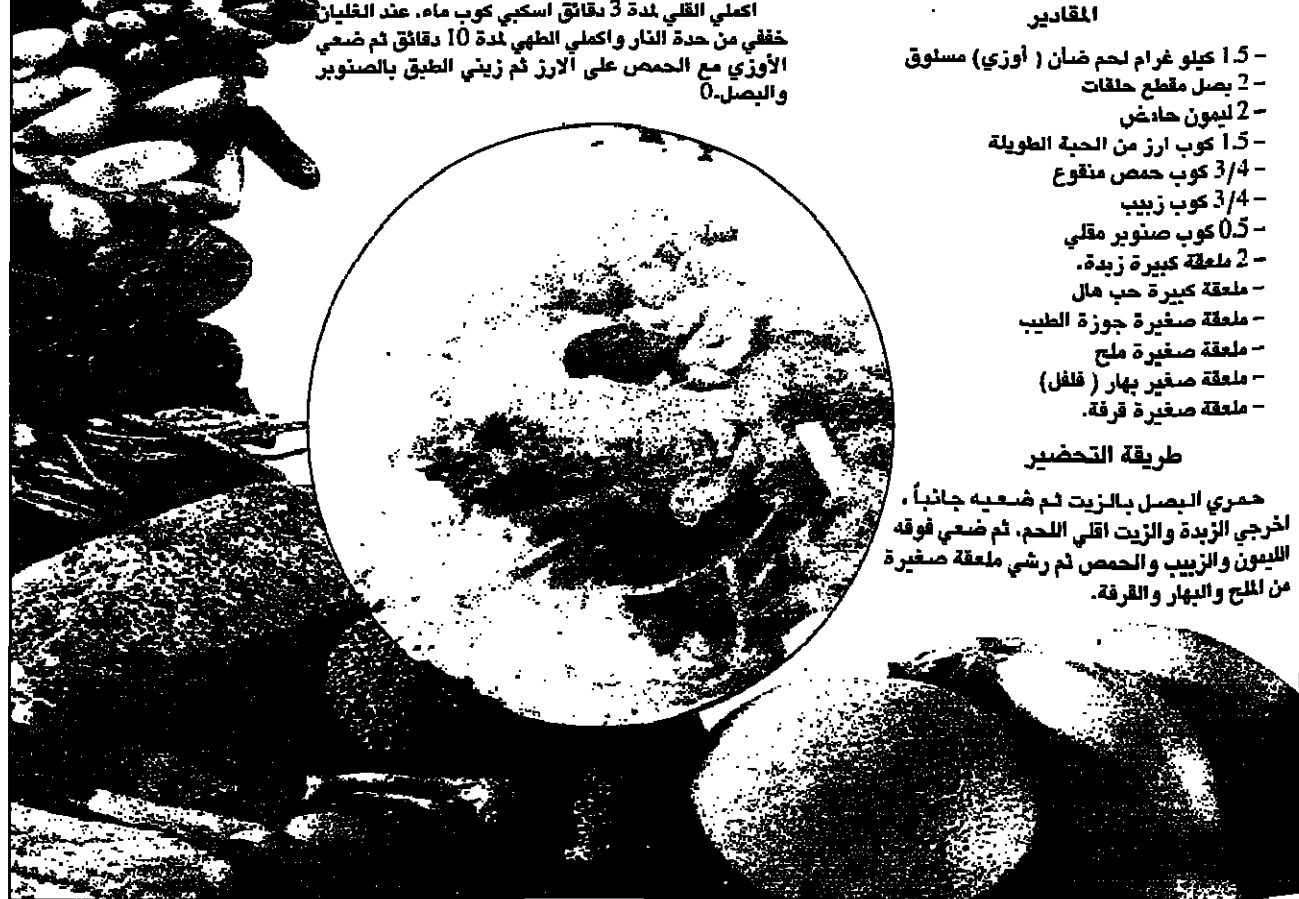 المقادير
- 1.5 كيلو غرام لحم ضأن ( أوزي) مسلوق
- 2 بصل مقطع حلقات
- 2 ليمون حامض
- 1.5 كوب ارز من الحبة الطويلة
- 3/4 كوب حمص منقوع
- 3/4 كوب زبيب
- 0.5 كوب صنوبر مقلي
- 2 ملعقة كبيرة زبدة.
- ملعقة كبيرة حب هال
- ملعقة صغيرة جوزة الطيب
- ملعقة صغيرة ملح
- ملعقة صغير بهار ( فلفل)
- ملعقة صغيرة قرفة.
طريقة التحضير
حمري البصل بالزيت ثم ضعيه جانباً ،
اخرجي الزبدة والزيت اقلي اللحم، ثم ضعي فوقه
الليمون والزبيب والحمص ثم رشي ملعقة صغيرة
من الملح والبهار والقرفة.
اكملي القلي لمدة 3 دقائق اسكبي كوب ماء، عند الغليان
خففي من حدة النار واكملي الطهي لمدة 10 دقائق ثم ضعي
الأوزي مع الحمص على الارز ثم زيني الطبق بالصنوبر
والبصل.0